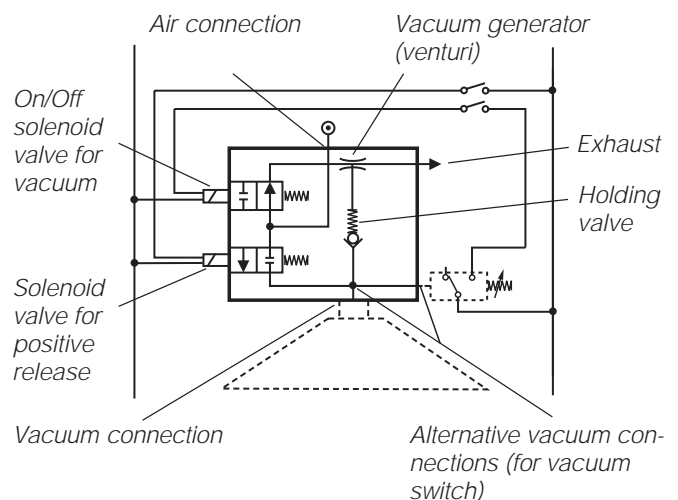 Air connection
Vacuum generator
(venturi)
On/Off
solenoid
valve for
vacuum
Exhaust
Holding
valve
Solenoid
valve for
positive
release
Vacuum connection
Alternative vacuum con-
nections (for vacuum
switch)